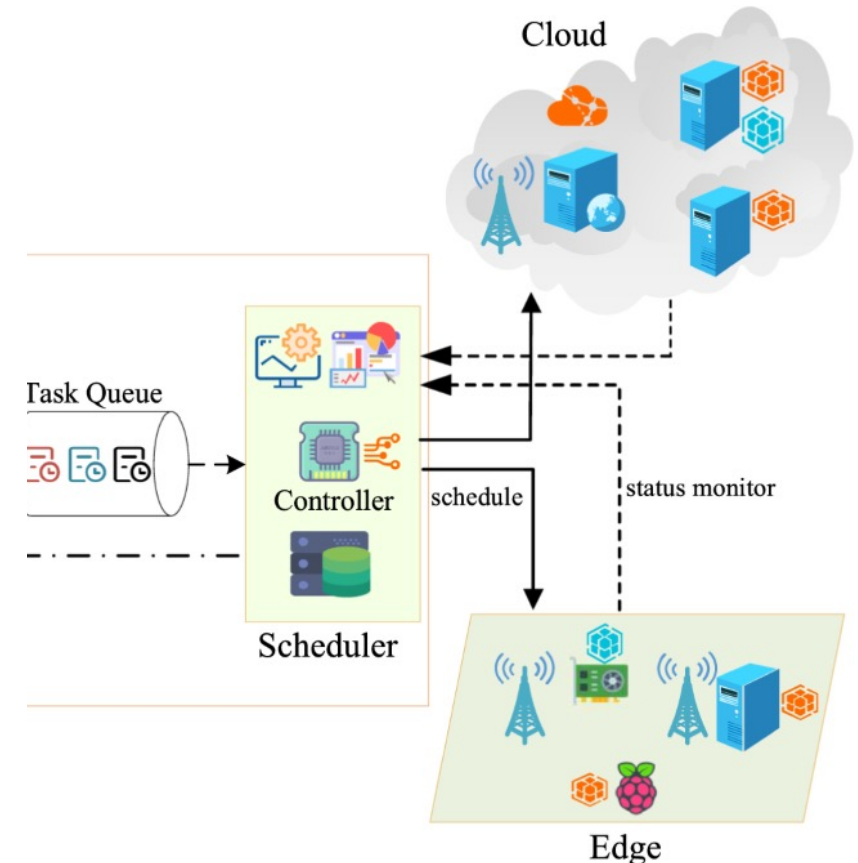 Cloud
Task Queue
Controller
schedule
status monitor
Scheduler
Edge